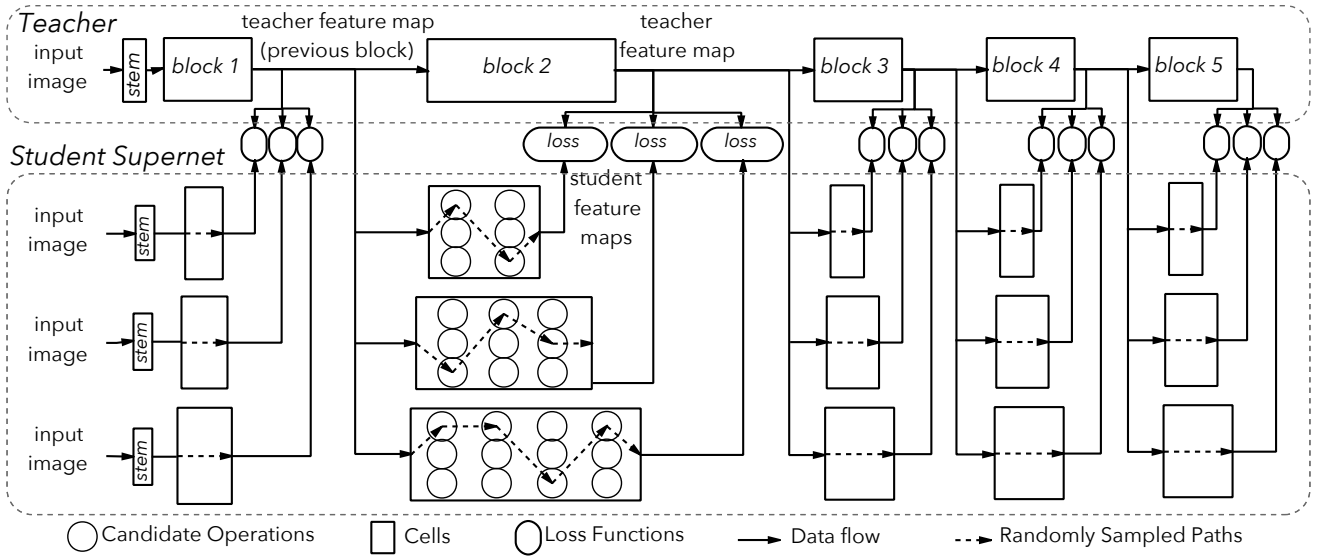 Teacher
input
image
stem
block 1
teacher feature map
(previous block)
block 2
teacher
feature map
block 3
block 4
block 5
Student Supernet
loss
loss
loss
student
feature
maps
input
image
stem
input
image
stem
input
image
stem
Candidate Operations
Cells
Loss Functions
Data flow
Randomly Sampled Paths